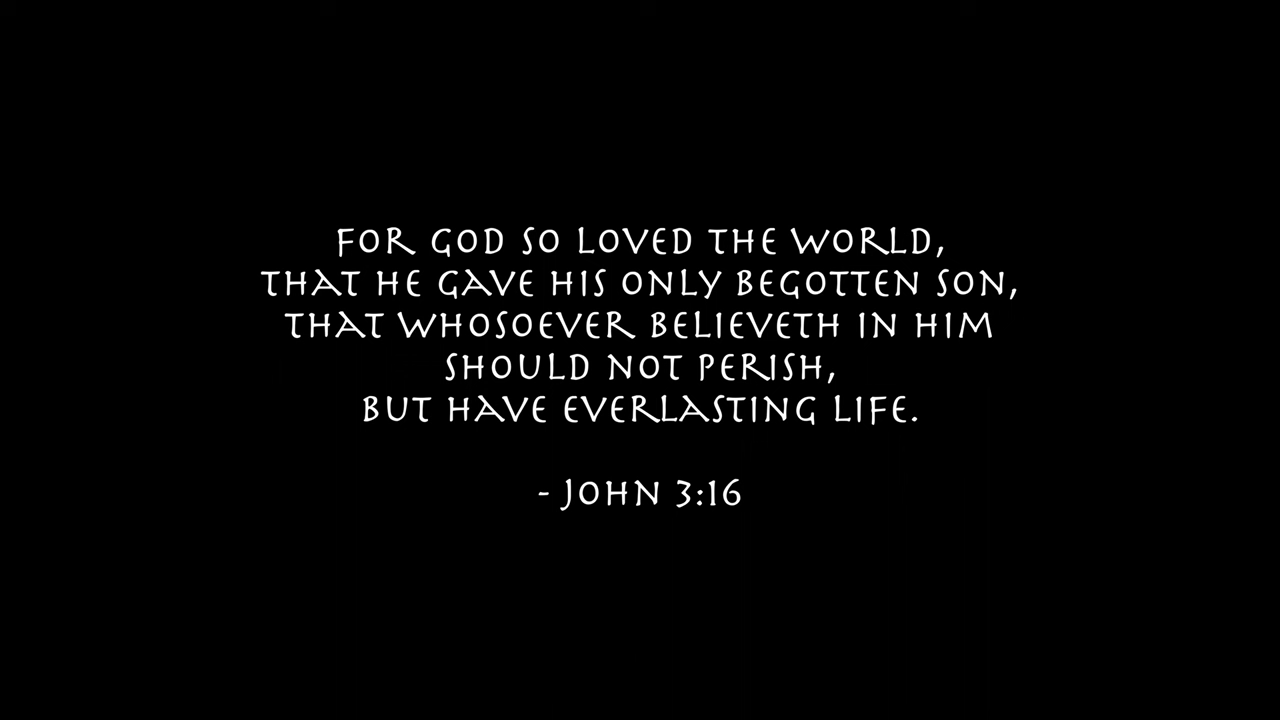 FOR GOD SO LOVED THE WORLD,
THAT HE GAVE HIS ONLY BEGOTTEN SON,
THAT WHOSOEVER BELIEVETH IN HIM
SHOULD NOT PERISH,
BUT HAVE EVERLASTING LIFE.
- JOHN 3:16